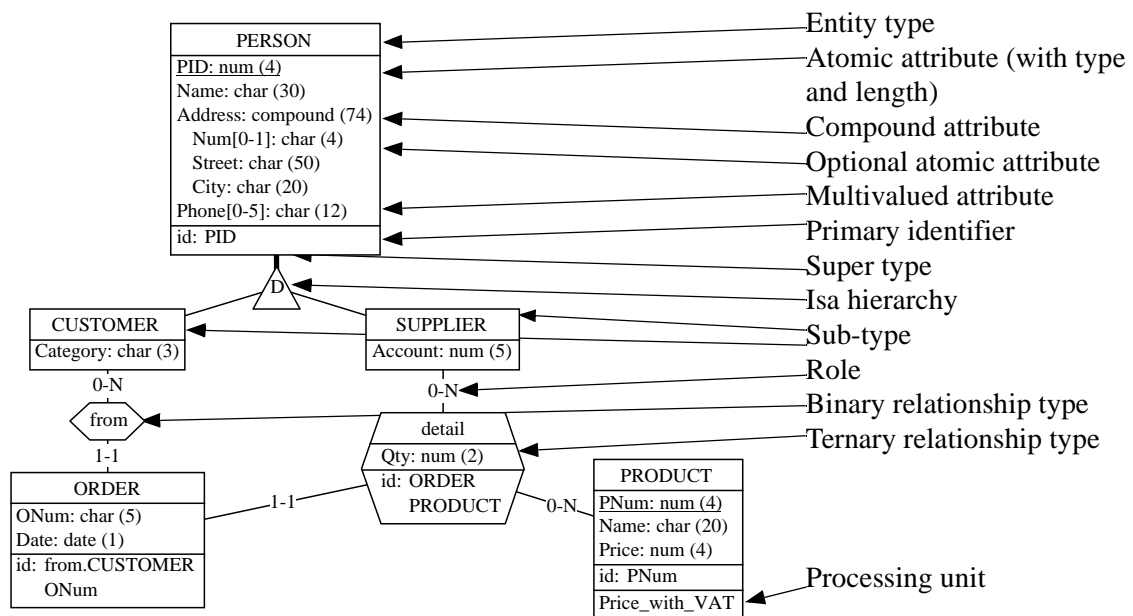 PERSON
PID: num (4)
Name: char (30)
Address: compound (74)
Num[0-1]: char (4)
Street: char (50)
City: char (20)
Phone[0-5]: char (12)
id: PID
D
CUSTOMER
Category: char (3)
SUPPLIER
Account: num (5)
0-N
0-N
from
detail
Qty: num (2)
id: ORDER
PRODUCT
1-1
1-1
0-N
ORDER
ONum: char (5)
Date: date (1)
id: from.CUSTOMER
ONum
PRODUCT
PNum: num (4)
Name: char (20)
Price: num (4)
id: PNum
Price_with_VAT
Entity type
Atomic attribute (with type
and length)
Compound attribute
Optional atomic attribute
Multivalued attribute
Primary identifier
Super type
Isa hierarchy
Sub-type
Role
Binary relationship type
Ternary relationship type
Processing unit